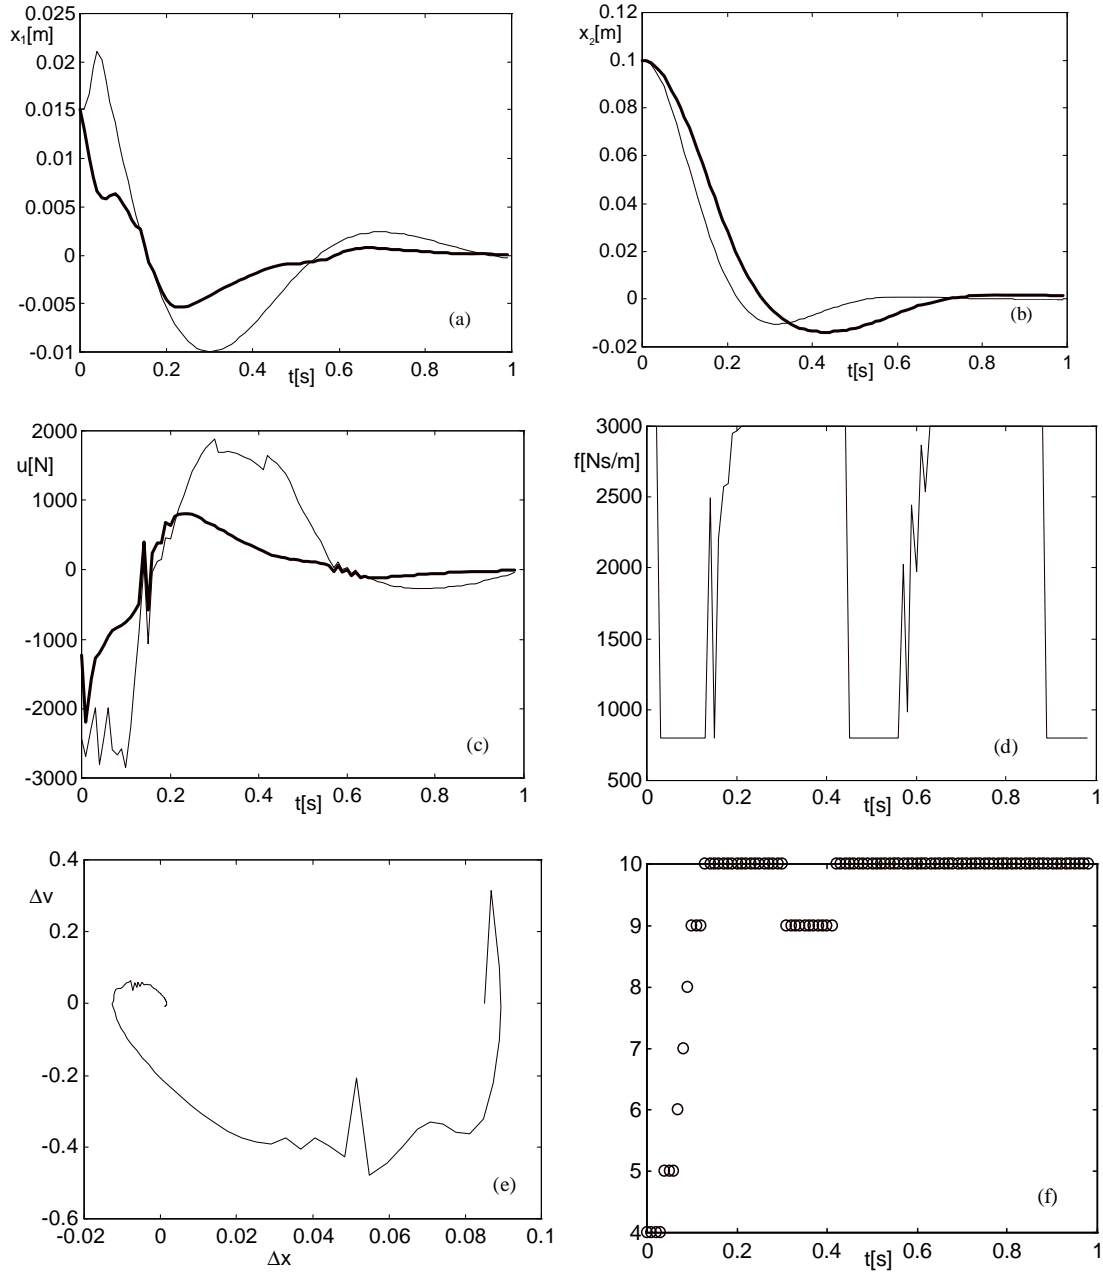 0.025
x1[m]
0.02
0.015
0.01
0.005
0
-0.005
-0.01
(a)
0 0.2 0.4 0.6 0.8 1
t[s]
0.12
x2[m]
0.1
0.08
0.06
0.04
0.02
0
-0.02
(b)
0 0.2 0.4 0.6 0.8 1
t[s]
2000
u[N]
1000
0
-1000
-2000
-3000
(c)
0 0.2 0.4 0.6 0.8 1
t[s]
3000
f[Ns/m]
2500
2000
1500
1000
500
(d)
0 0.2 0.4 0.6 0.8 1
t[s]
0.4
Δv
0.2
0
-0.2
-0.4
-0.6
(e)
-0.02 0 0.02 0.04 0.06 0.08 0.1
Δx
10
9
8
7
6
5
4
(f)
0 0.2 0.4 0.6 0.8 1
t[s]